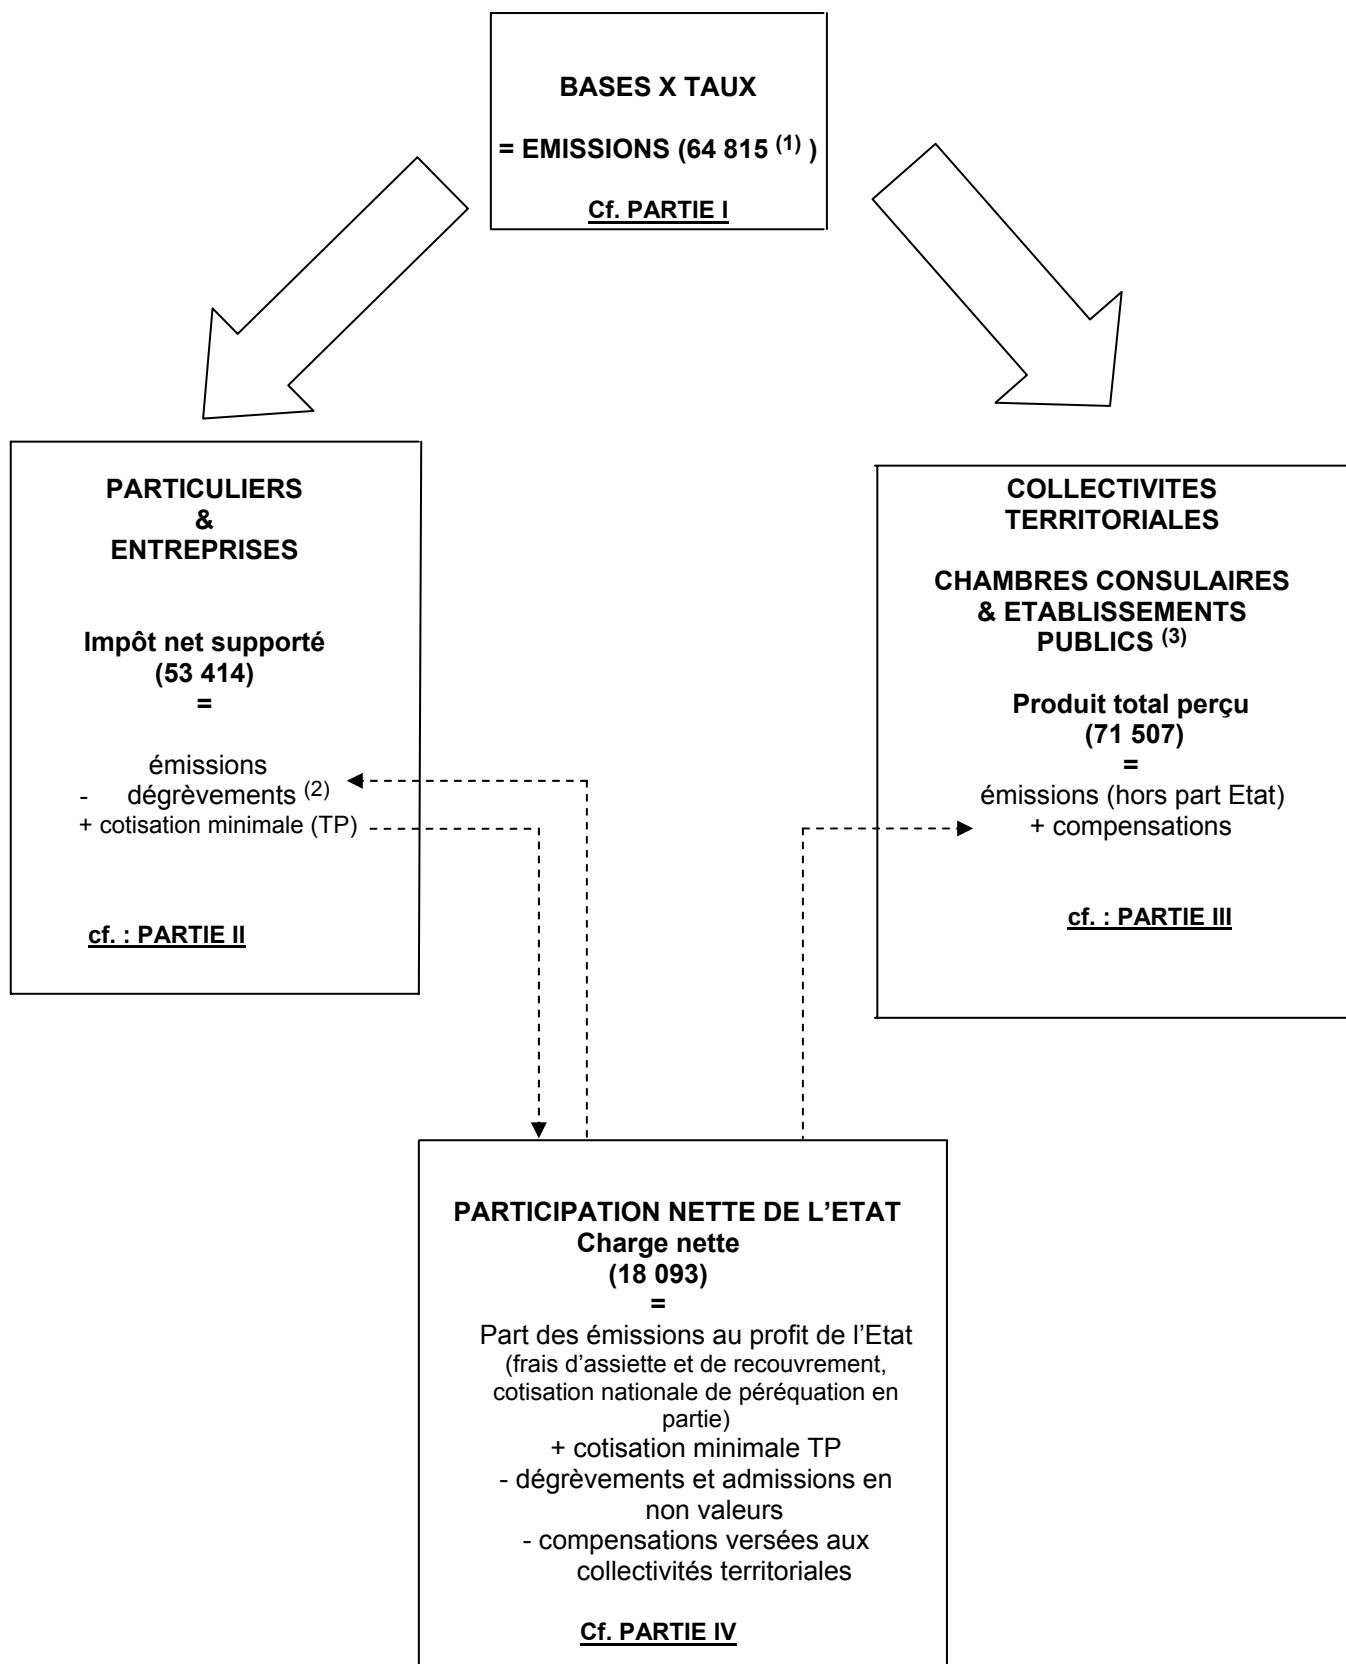 BASES X TAUX
= EMISSIONS (64 815 (1) )
Cf. PARTIE I
PARTICULIERS
&
ENTREPRISES
Impôt net supporté
(53 414)
=
émissions
- dégrèvements (2)
+ cotisation minimale (TP)
cf. : PARTIE II
COLLECTIVITES
TERRITORIALES
CHAMBRES CONSULAIRES
& ETABLISSEMENTS
PUBLICS (3)
Produit total perçu
(71 507)
=
émissions (hors part Etat)
+ compensations
cf. : PARTIE III
PARTICIPATION NETTE DE L’ETAT
Charge nette
(18 093)
=
Part des émissions au profit de l’Etat
(frais d’assiette et de recouvrement,
cotisation nationale de péréquation en
partie)
+ cotisation minimale TP
- dégrèvements et admissions en
non valeurs
- compensations versées aux
collectivités territoriales
Cf. PARTIE IV